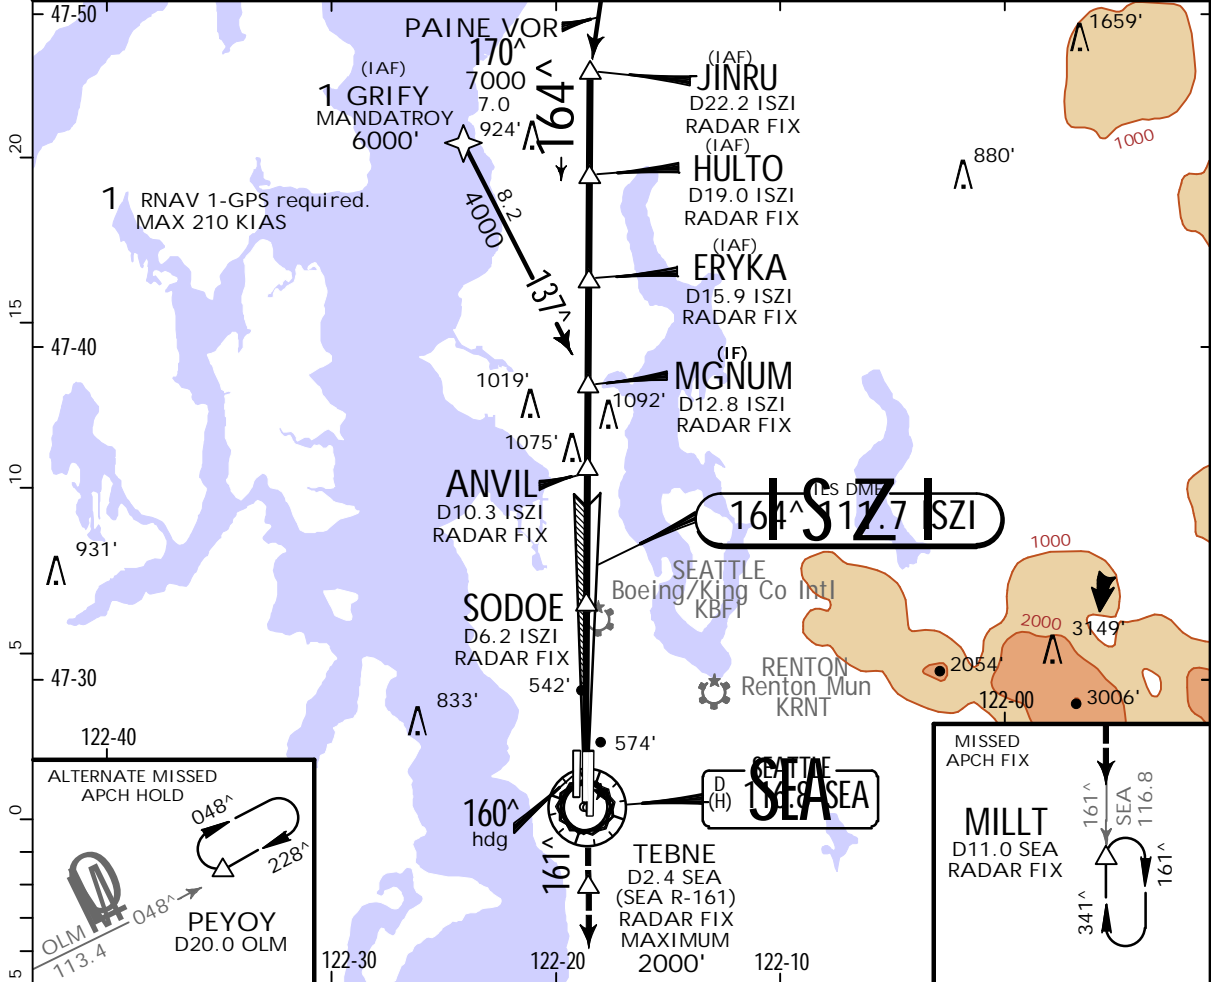 47-50
PAINE VOR
170^
7000
7.0
164^
(IAF)
JINRU
D22.2 ISZI
RADAR FIX
1659'
1000
(IAF)
1 GRIFY
MANDATROY
6000'
924'
(IAF)
HULTO
D19.0 ISZI
RADAR FIX
880'
20
1 RNAV 1-GPS required.
MAX 210 KIAS
8.2
4000
137^
(IAF)
ERYKA
D15.9 ISZI
RADAR FIX
15
47-40
(IF)
MGNUM
D12.8 ISZI
RADAR FIX
1019'
1092'
1075'
10
ANVIL
D10.3 ISZI
RADAR FIX
ILS DME
164^ 111.7 ISZI
ISZI
931'
1000
SEATTLE
Boeing/King Co Intl
KBFI
SODOE
D6.2 ISZI
RADAR FIX
2000
3149'
5
47-30
542'
RENTON
Renton Mun
KRNT
2054'
3006'
122-00
833'
574'
122-40
ALTERNATE MISSED
APCH HOLD
048^
228^
OLM
113.4
048^
PEYOY
D20.0 OLM
0
160^
hdg
161^
SEATTLE
D
(H)
116.8 SEA
SEA
TEBNE
D2.4 SEA
(SEA R-161)
RADAR FIX
MAXIMUM
2000'
MISSED
APCH FIX
161^
SEA
116.8
MILLT
D11.0 SEA
RADAR FIX
341^
161^
5
122-30
122-20
122-10